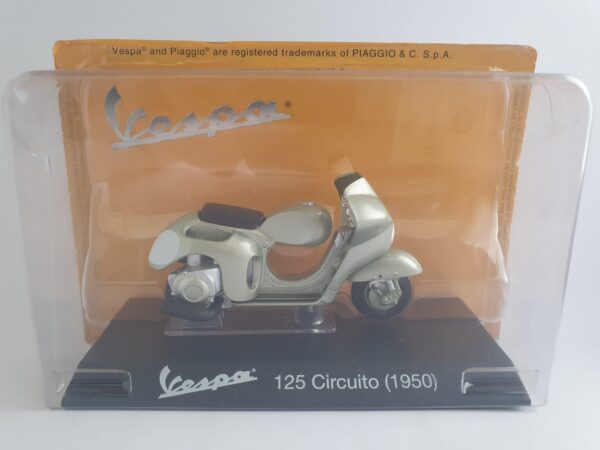 Vespa® and Piaggio® are registered trademarks of PIAGGIO & C. S.p.A.
Vespa®
Vespa® 125 Circuito (1950)